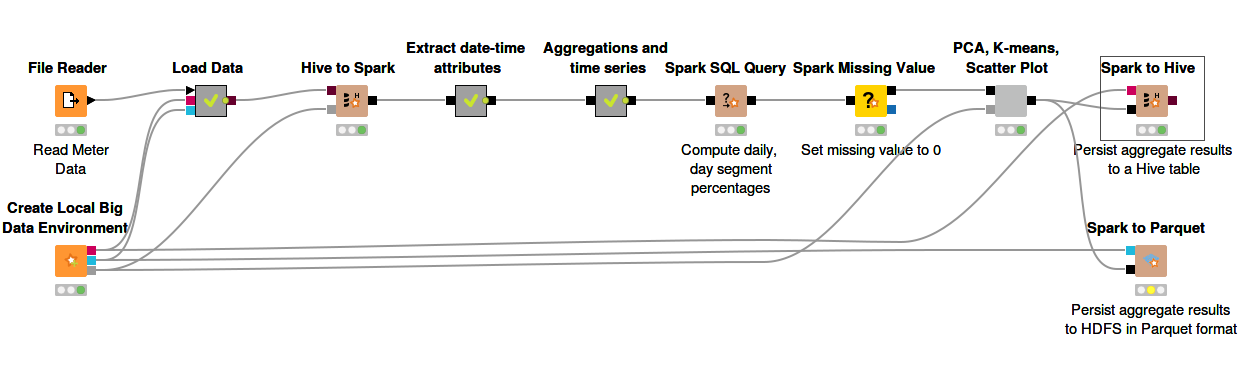 File Reader
Read Meter
Data
Load Data
Hive to Spark
H
Extract date-time
attributes
Aggregations and
time series
Spark SQL Query
?
Compute daily,
day segment
percentages
Spark Missing Value
?
Set missing value to 0
PCA, K-means,
Scatter Plot
Spark to Hive
H
Persist aggregate results
to a Hive table
Create Local Big
Data Environment
Spark to Parquet
Persist aggregate results
to HDFS in Parquet format